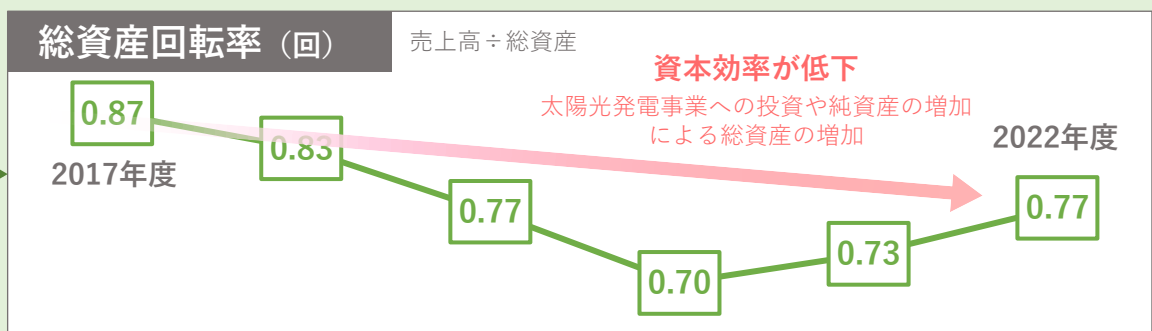 総資産回転率（回）
売上高÷総資産
資本効率が低下
太陽光発電事業への投資や純資産の増加
による総資産の増加
0.87
2017年度
0.83
0.77
0.70
0.73
2022年度
0.77